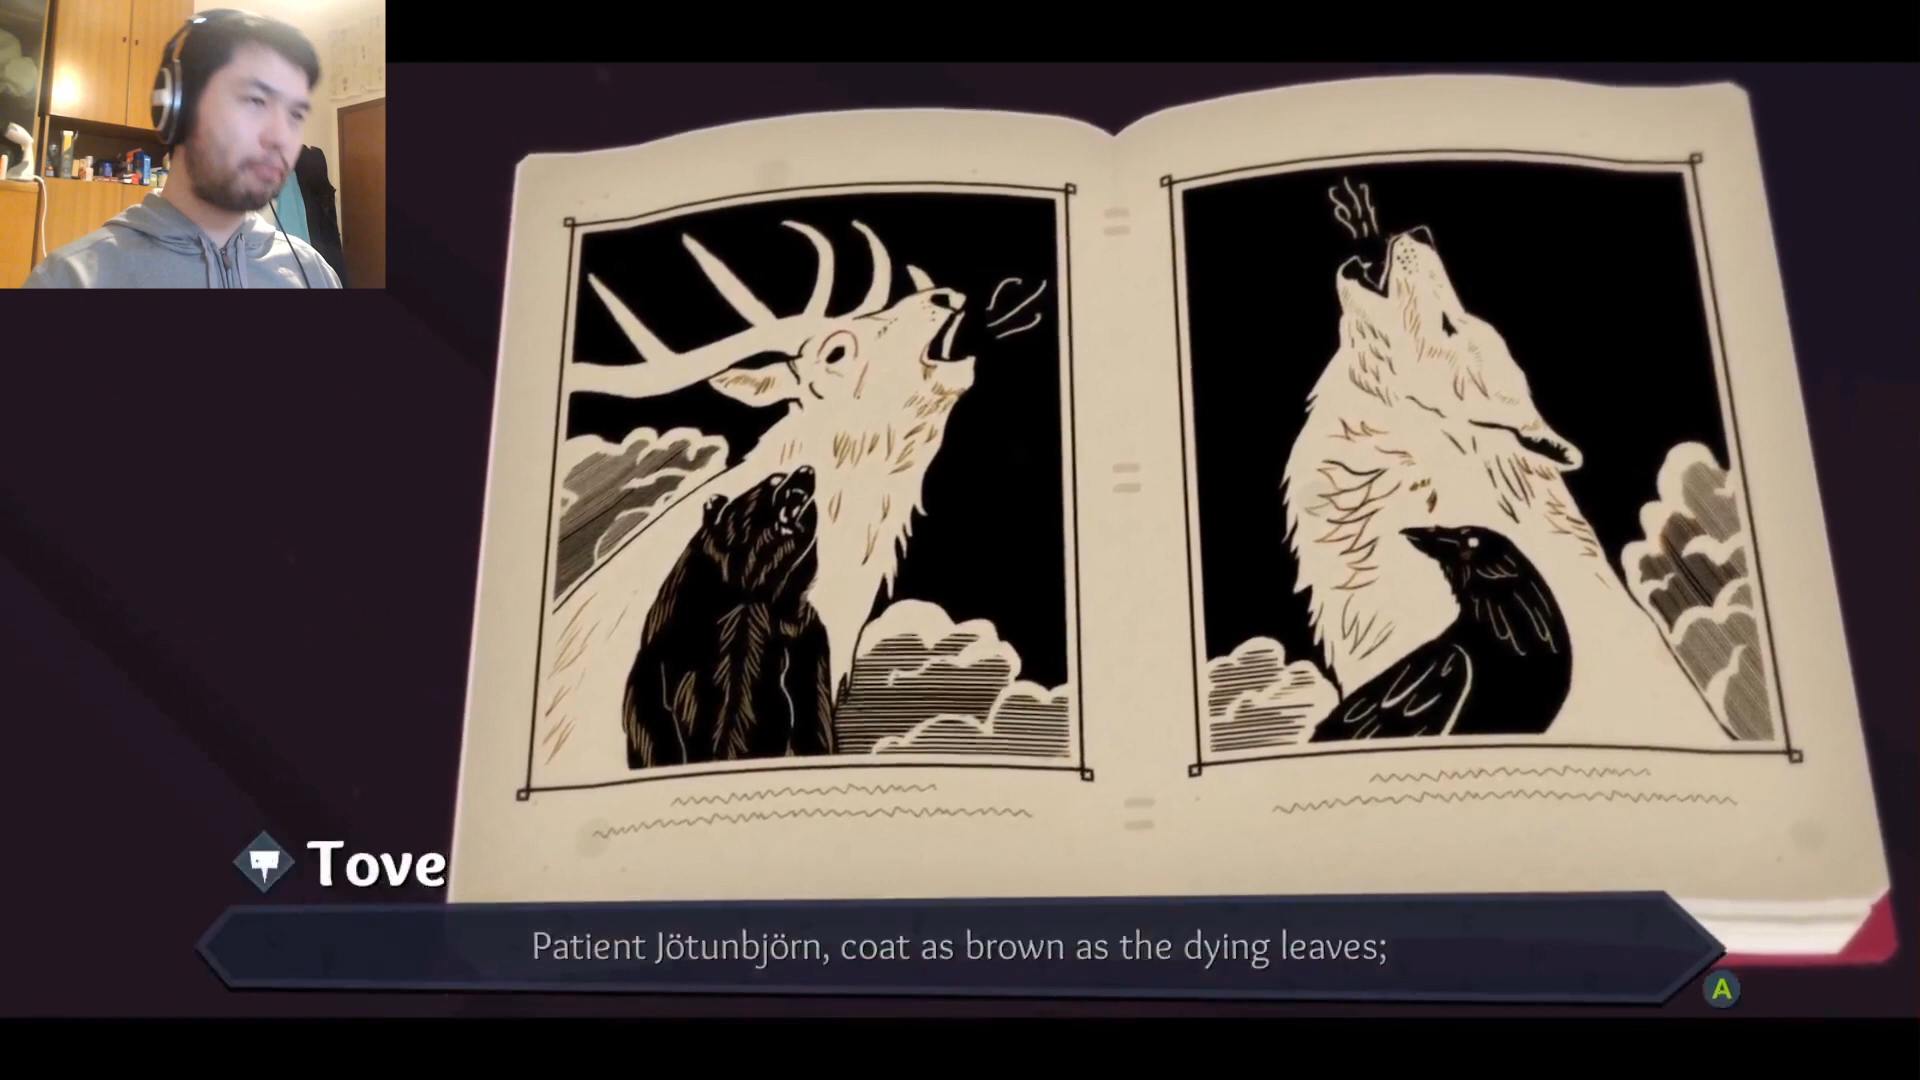 Tove
Patient Jötunbjörn, coat as brown as the dying leaves;
A